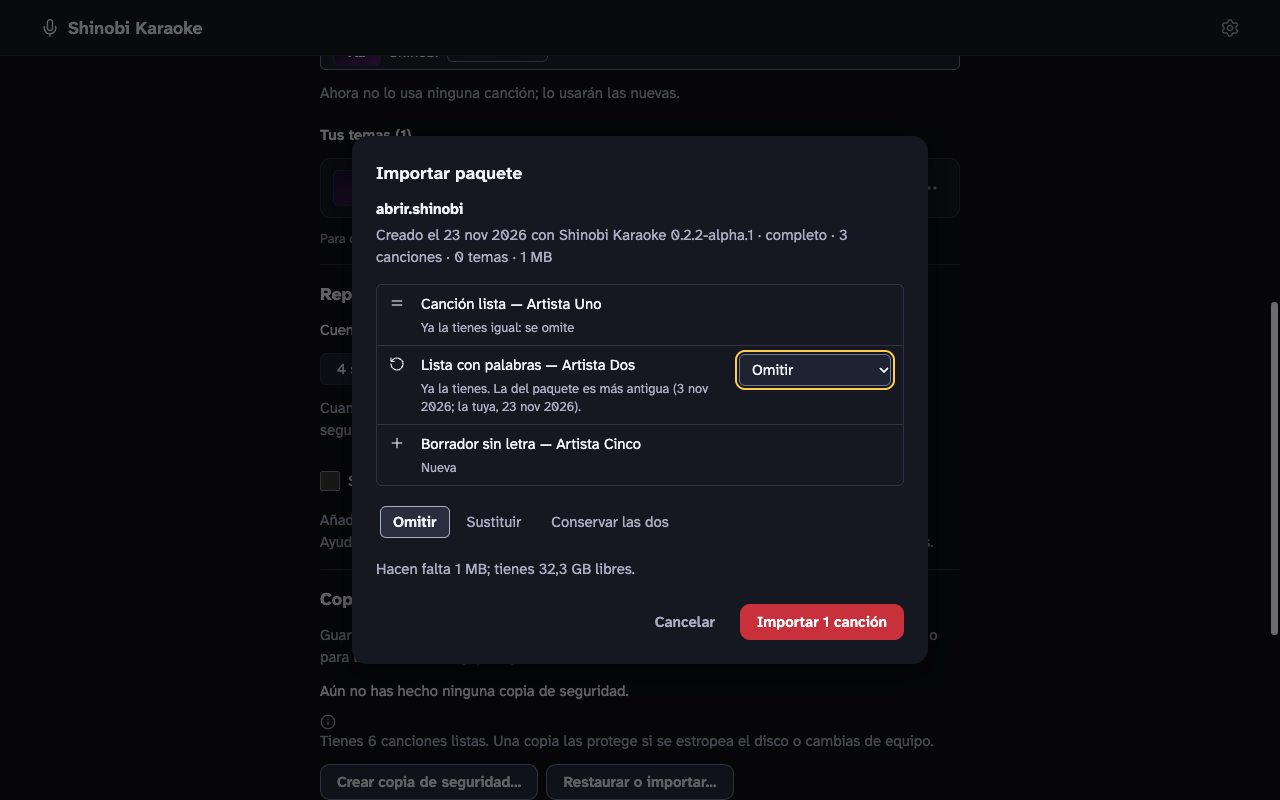 Shinobi Karaoke
Ahora no lo usa ninguna canción; lo usarán las nuevas.
Tus temas (1)
Importar paquete
abrir.shinobi
Creado el 23 nov 2026 con Shinobi Karaoke 0.2.2-alpha.1 · completo · 3
canciones · 0 temas · 1 MB
Canción lista — Artista Uno
Ya la tienes igual: se omite
Lista con palabras — Artista Dos
Omitir
Ya la tienes. La del paquete es más antigua (3 nov
2026; la tuya, 23 nov 2026).
Borrador sin letra — Artista Cinco
Nueva
Omitir Sustituir Conservar las dos
Hacen falta 1 MB; tienes 32,3 GB libres.
Cancelar Importar 1 canción
Aún no has hecho ninguna copia de seguridad.
Tienes 6 canciones listas. Una copia las protege si se estropea el disco o cambias de equipo.
Crear copia de seguridad... Restaurar o importar...